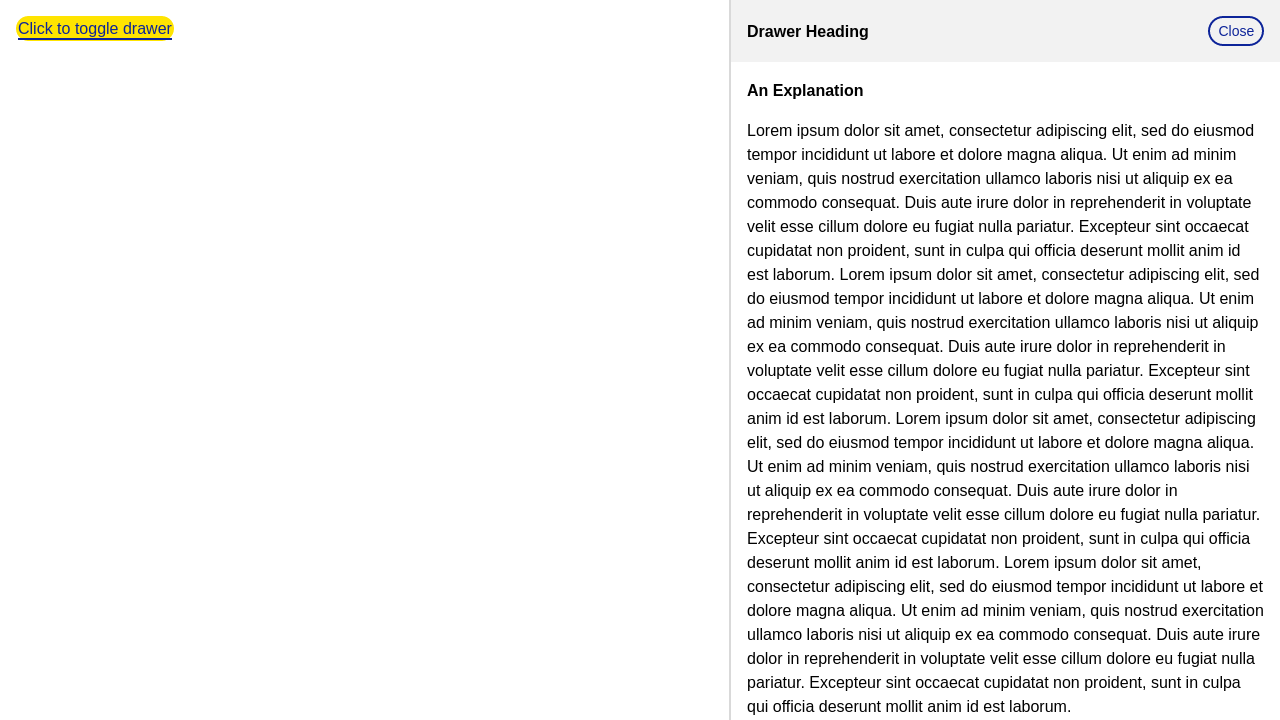 Click to toggle drawer
Drawer Heading
Close
An Explanation
Lorem ipsum dolor sit amet, consectetur adipiscing elit, sed do eiusmod
tempor incididunt ut labore et dolore magna aliqua. Ut enim ad minim
veniam, quis nostrud exercitation ullamco laboris nisi ut aliquip ex ea
commodo consequat. Duis aute irure dolor in reprehenderit in voluptate
velit esse cillum dolore eu fugiat nulla pariatur. Excepteur sint occaecat
cupidatat non proident, sunt in culpa qui officia deserunt mollit anim id
est laborum. Lorem ipsum dolor sit amet, consectetur adipiscing elit, sed
do eiusmod tempor incididunt ut labore et dolore magna aliqua. Ut enim
ad minim veniam, quis nostrud exercitation ullamco laboris nisi ut aliquip
ex ea commodo consequat. Duis aute irure dolor in reprehenderit in
voluptate velit esse cillum dolore eu fugiat nulla pariatur. Excepteur sint
occaecat cupidatat non proident, sunt in culpa qui officia deserunt mollit
anim id est laborum. Lorem ipsum dolor sit amet, consectetur adipiscing
elit, sed do eiusmod tempor incididunt ut labore et dolore magna aliqua.
Ut enim ad minim veniam, quis nostrud exercitation ullamco laboris nisi
ut aliquip ex ea commodo consequat. Duis aute irure dolor in
reprehenderit in voluptate velit esse cillum dolore eu fugiat nulla pariatur.
Excepteur sint occaecat cupidatat non proident, sunt in culpa qui officia
deserunt mollit anim id est laborum. Lorem ipsum dolor sit amet,
consectetur adipiscing elit, sed do eiusmod tempor incididunt ut labore et
dolore magna aliqua. Ut enim ad minim veniam, quis nostrud exercitation
ullamco laboris nisi ut aliquip ex ea commodo consequat. Duis aute irure
dolor in reprehenderit in voluptate velit esse cillum dolore eu fugiat nulla
pariatur. Excepteur sint occaecat cupidatat non proident, sunt in culpa
qui officia deserunt mollit anim id est laborum.